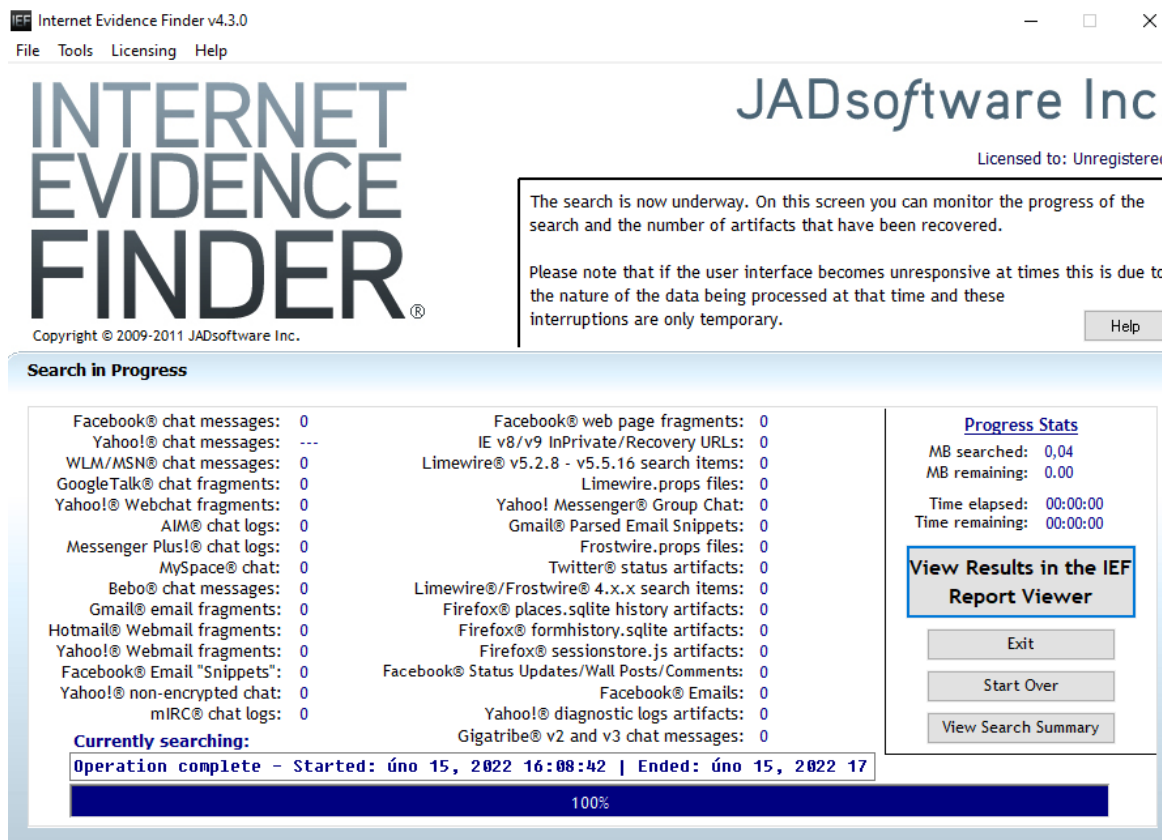 IEF Internet Evidence Finder v4.3.0
File Tools Licensing Help
INTERNET
EVIDENCE
FINDER®
Copyright © 2009-2011 JADsoftware Inc.
JADsoftware Inc
Licensed to: Unregistered
The search is now underway. On this screen you can monitor the progress of the
search and the number of artifacts that have been recovered.
Please note that if the user interface becomes unresponsive at times this is due to
the nature of the data being processed at that time and these
interruptions are only temporary.
Help
Search in Progress
Facebook® chat messages: 0
Yahoo!® chat messages: ---
WLM/MSN® chat messages: 0
GoogleTalk® chat fragments: 0
Yahoo!® Webchat fragments: 0
AIM® chat logs: 0
Messenger Plus!® chat logs: 0
MySpace® chat: 0
Bebo® chat messages: 0
Gmail® email fragments: 0
Hotmail® Webmail fragments: 0
Yahoo!® Webmail fragments: 0
Facebook® Email "Snippets": 0
Yahoo!® non-encrypted chat: 0
mIRC® chat logs: 0
Facebook® web page fragments: 0
IE v8/v9 InPrivate/Recovery URLs: 0
Limewire® v5.2.8 - v5.5.16 search items: 0
Limewire.props files: 0
Yahoo! Messenger® Group Chat: 0
Gmail® Parsed Email Snippets: 0
Frostwire.props files: 0
Twitter® status artifacts: 0
Limewire®/Frostwire® 4.x.x search items: 0
Firefox® places.sqlite history artifacts: 0
Firefox® formhistory.sqlite artifacts: 0
Firefox® sessionstore.js artifacts: 0
Facebook® Status Updates/Wall Posts/Comments: 0
Facebook® Emails: 0
Yahoo!® diagnostic logs artifacts: 0
Gigatribe® v2 and v3 chat messages: 0
Progress Stats
MB searched: 0,04
MB remaining: 0.00
Time elapsed: 00:00:00
Time remaining: 00:00:00
View Results in the IEF
Report Viewer
Exit
Start Over
View Search Summary
Currently searching:
Operation complete - Started: úno 15, 2022 16:08:42 | Ended: úno 15, 2022 17
100%